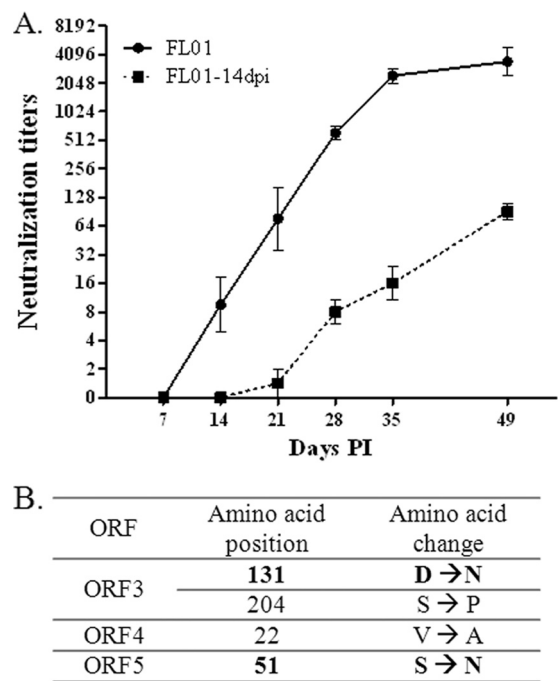 A.
Neutralization titers
8192
4096
2048
1024
512
256
128
64
32
16
8
4
2
0
FL01
FL01-14dpi
7 14 21 28 35 49
Days PI
B.
ORF Amino acid position Amino acid change
ORF3 131 D → N
204 S → P
ORF4 22 V → A
ORF5 51 S → N